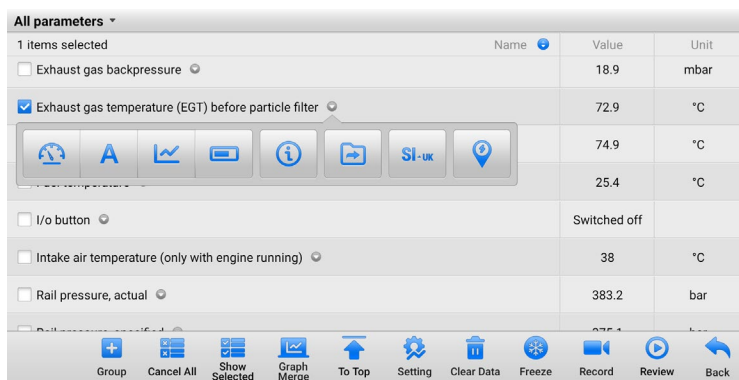 All parameters
1 items selected Name Value Unit
Exhaust gas backpressure 18.9 mbar
Exhaust gas temperature (EGT) before particle filter 72.9 °C
A SI-UK 74.9 °C
25.4 °C
I/o button Switched off
Intake air temperature (only with engine running) 38 °C
Rail pressure, actual 383.2 bar
Group Cancel All Show Selected Graph Merge To Top Setting Clear Data Freeze Record Review Back